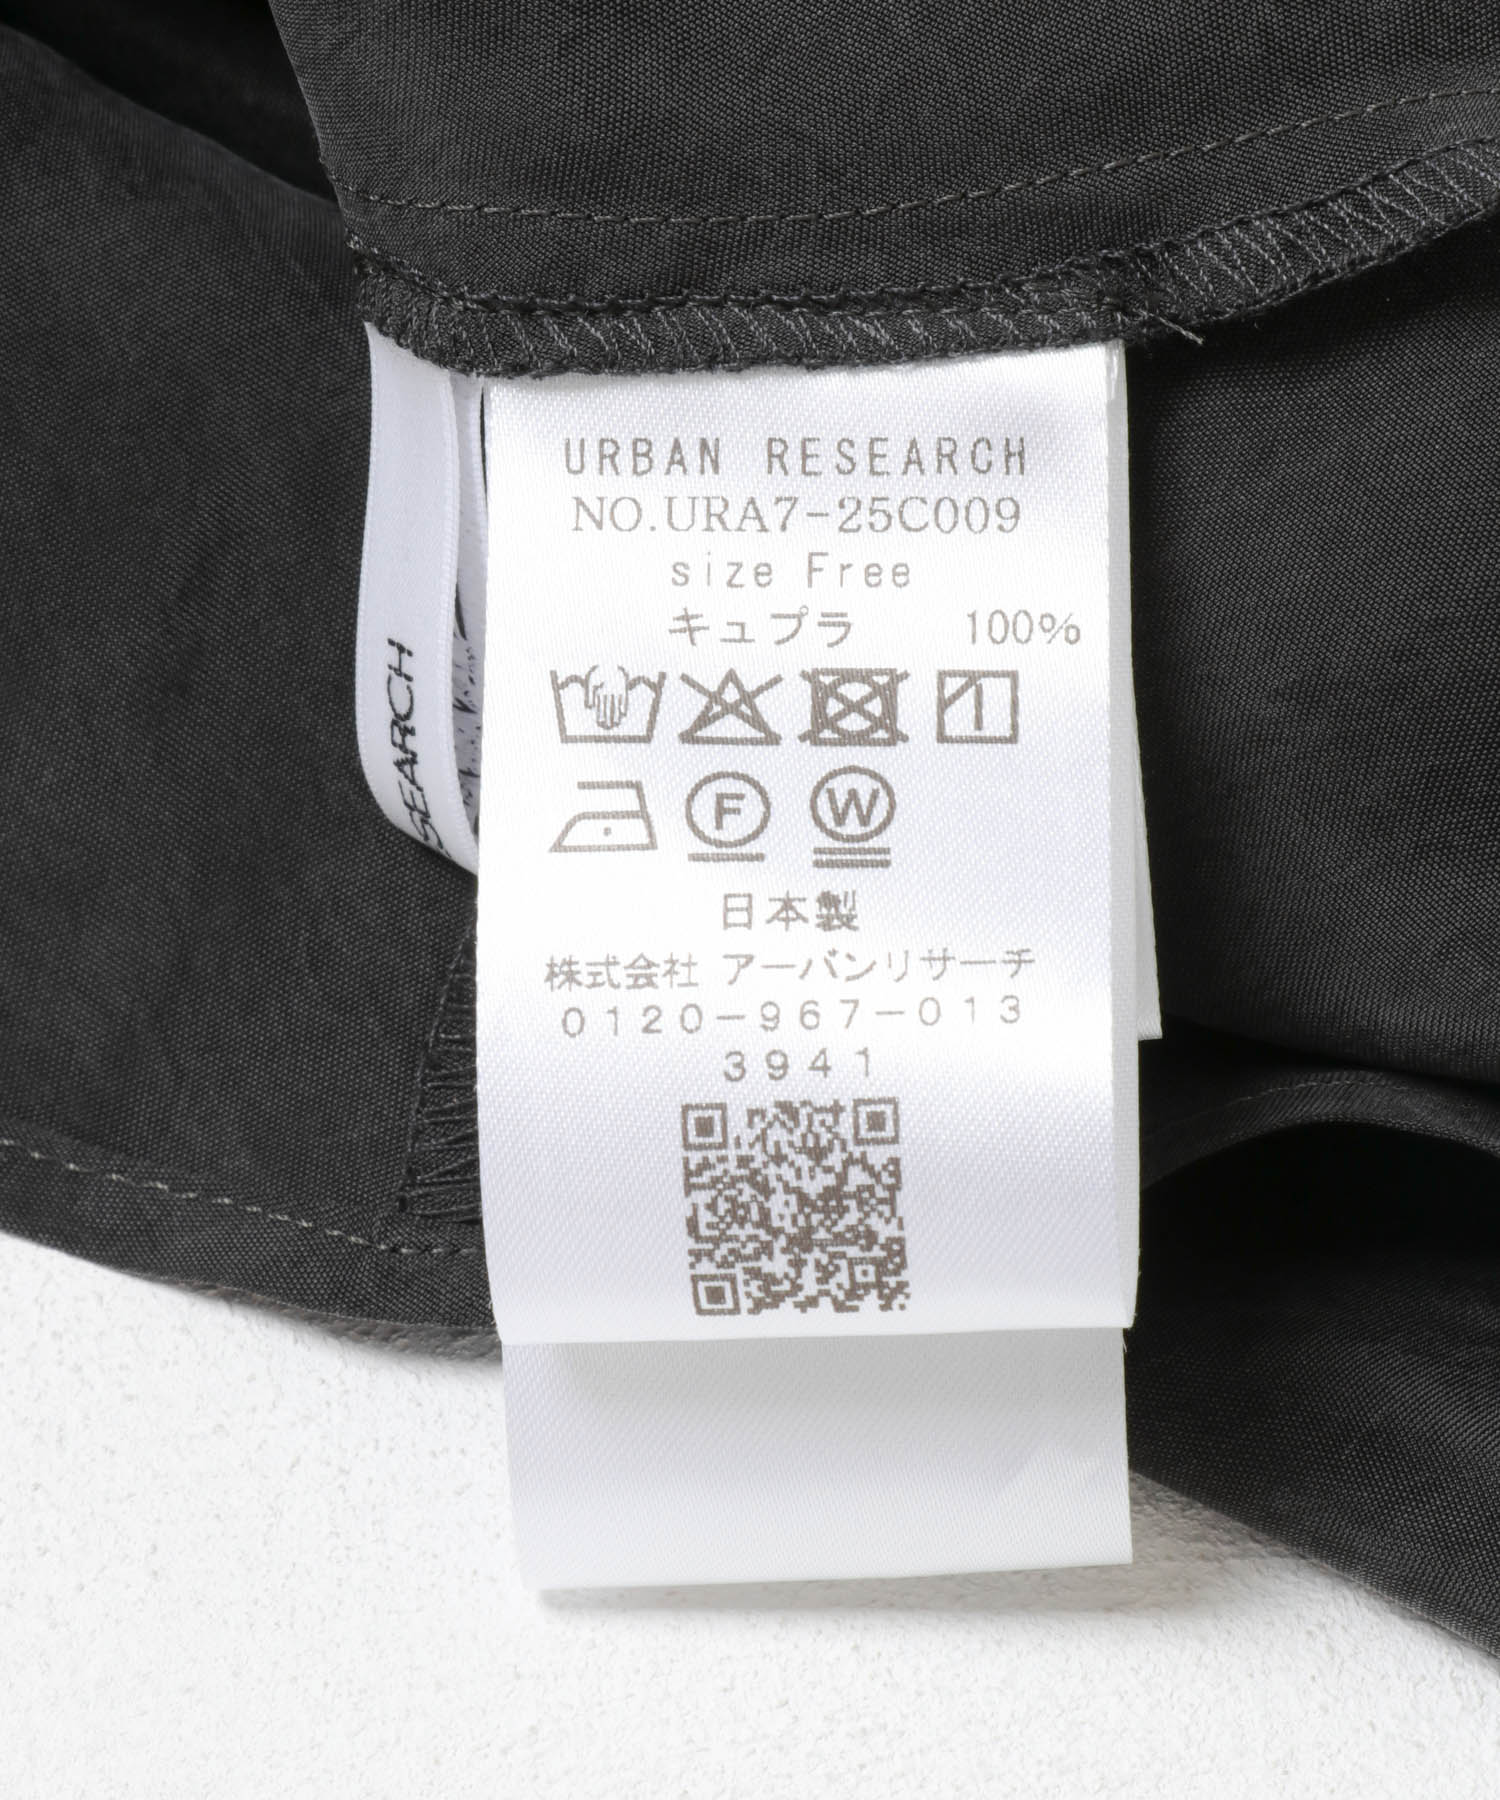 URBAN RESEARCH
NO.URA7-25C009
size Free
キュプラ 100%
F W
日本製
株式会社 アーバンリサーチ
0120-967-013
3941
SEARCH